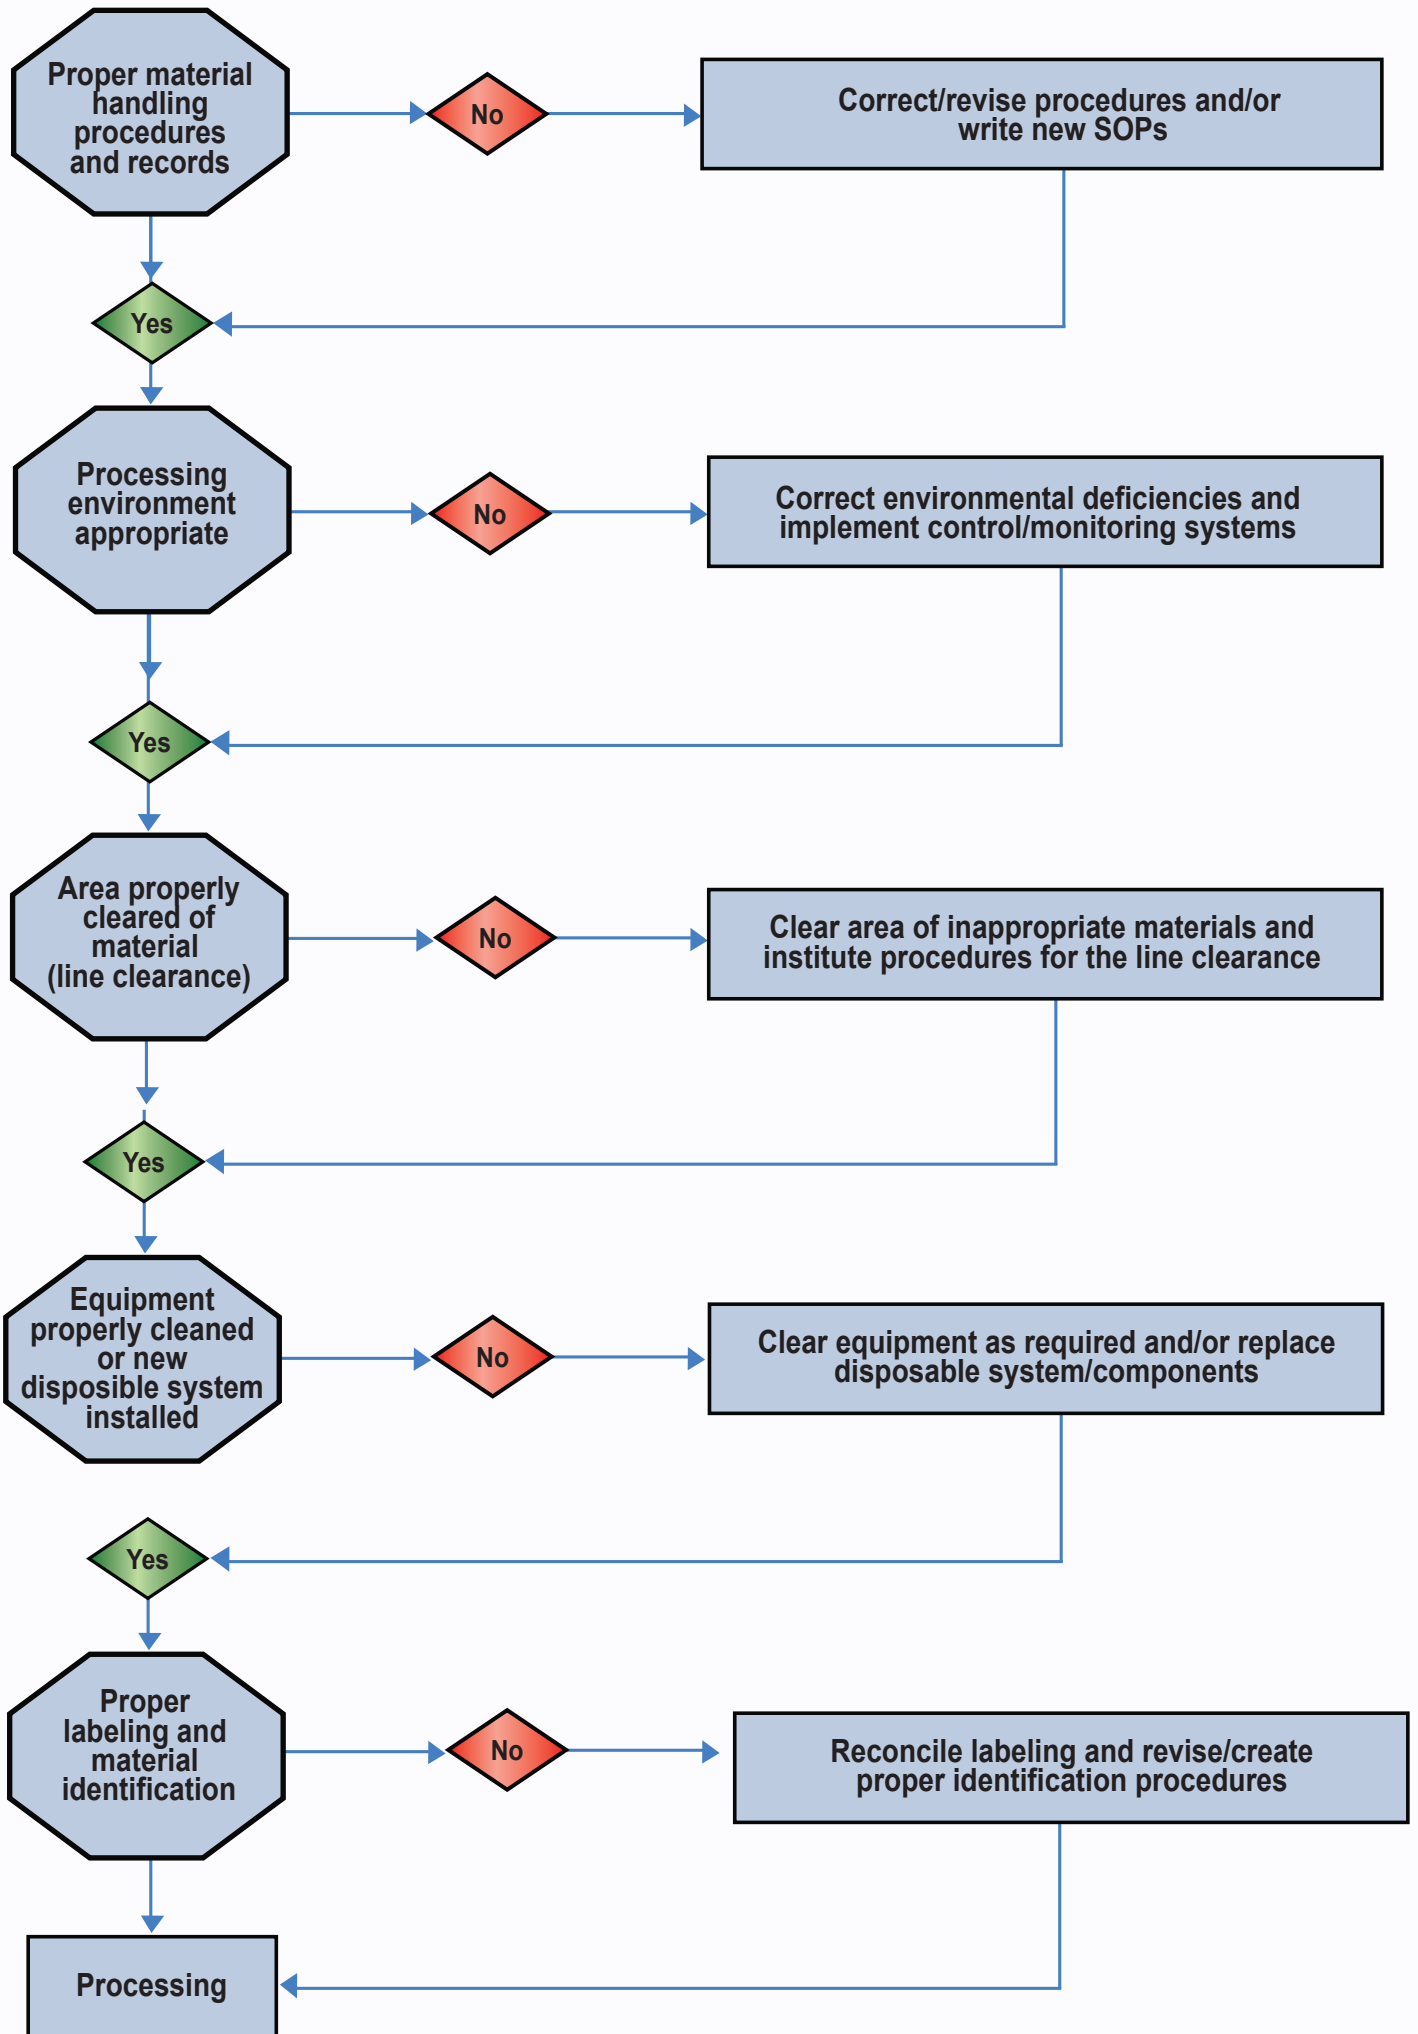 Proper material
handling
procedures
and records
No
Correct/revise procedures and/or
write new SOPs
Yes
Processing
environment
appropriate
No
Correct environmental deficiencies and
implement control/monitoring systems
Yes
Area properly
cleared of
material
(line clearance)
No
Clear area of inappropriate materials and
institute procedures for the line clearance
Yes
Equipment
properly cleaned
or new
disposible system
installed
No
Clear equipment as required and/or replace
disposable system/components
Yes
Proper
labeling and
material
identification
No
Reconcile labeling and revise/create
proper identification procedures
Processing